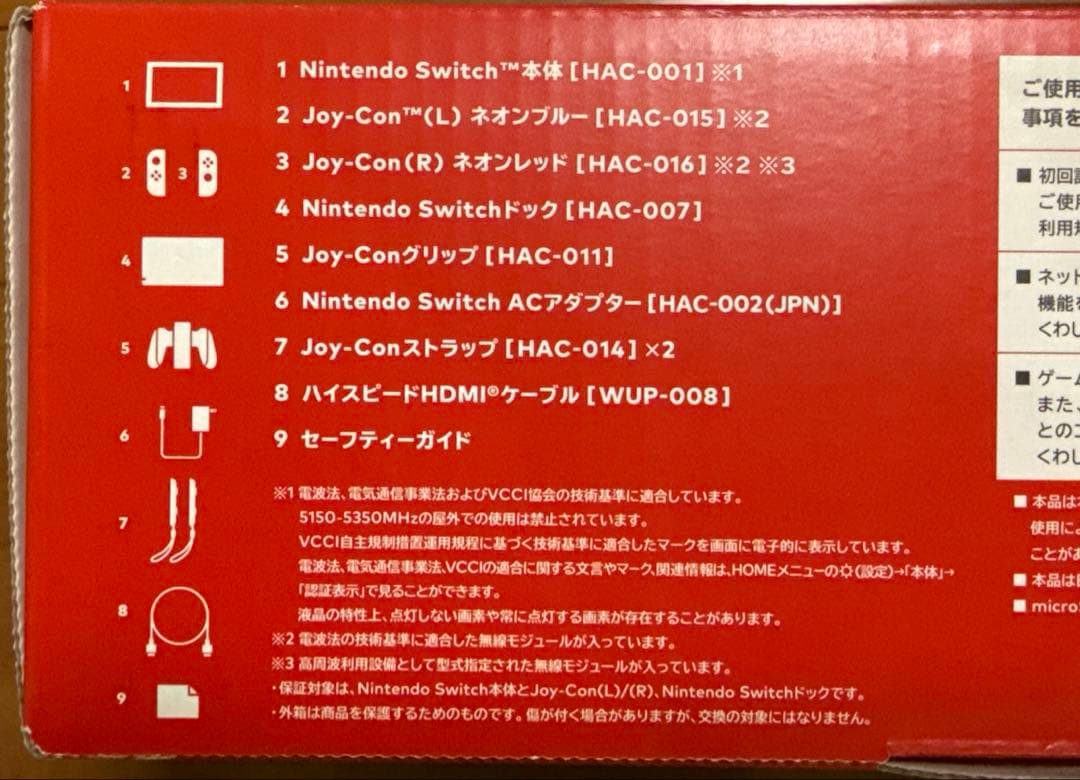 1 Nintendo Switch™本体 [HAC-001] ※1
2 Joy-Con™(L) ネオンブルー [HAC-015] ※2
3 Joy-Con(R) ネオンレッド [HAC-016] ※2 ※3
4 Nintendo Switchドック [HAC-007]
5 Joy-Conグリップ [HAC-011]
6 Nintendo Switch ACアダプター [HAC-002(JPN)]
7 Joy-Conストラップ [HAC-014] ×2
8 ハイスピードHDMI®ケーブル [WUP-008]
9 セーフティーガイド
※1 電波法、電気通信事業法およびVCCI協会の技術基準に適合しています。
5150-5350MHzの屋外での使用は禁止されています。
VCCI自主規制措置運用規程に基づく技術基準に適合したマークを画面に電子的に表示しています。
電波法、電気通信事業法、VCCIの適合に関する文言やマーク、関連情報は、HOMEメニューの(設定)→「本体」→
「認証表示」で見ることができます。
液晶の特性上、点灯しない画素や常に点灯する画素が存在することがあります。
※2 電波法の技術基準に適合した無線モジュールが入っています。
※3 高周波利用設備として型式指定された無線モジュールが入っています。
・保証対象は、Nintendo Switch本体とJoy-Con(L)/(R)、Nintendo Switchドックです。
・外箱は商品を保護するためのものです。傷が付く場合がありますが、交換の対象にはなりません。
1
2
3
4
5
6
7
8
9
ご使用
事項を
■ 初回
ご使用
利用
■ ネット
機能を
くわし
■ ゲーム
また、
とのコ
くわし
■ 本品は
使用に
ことがあ
■ 本品は
■ micro